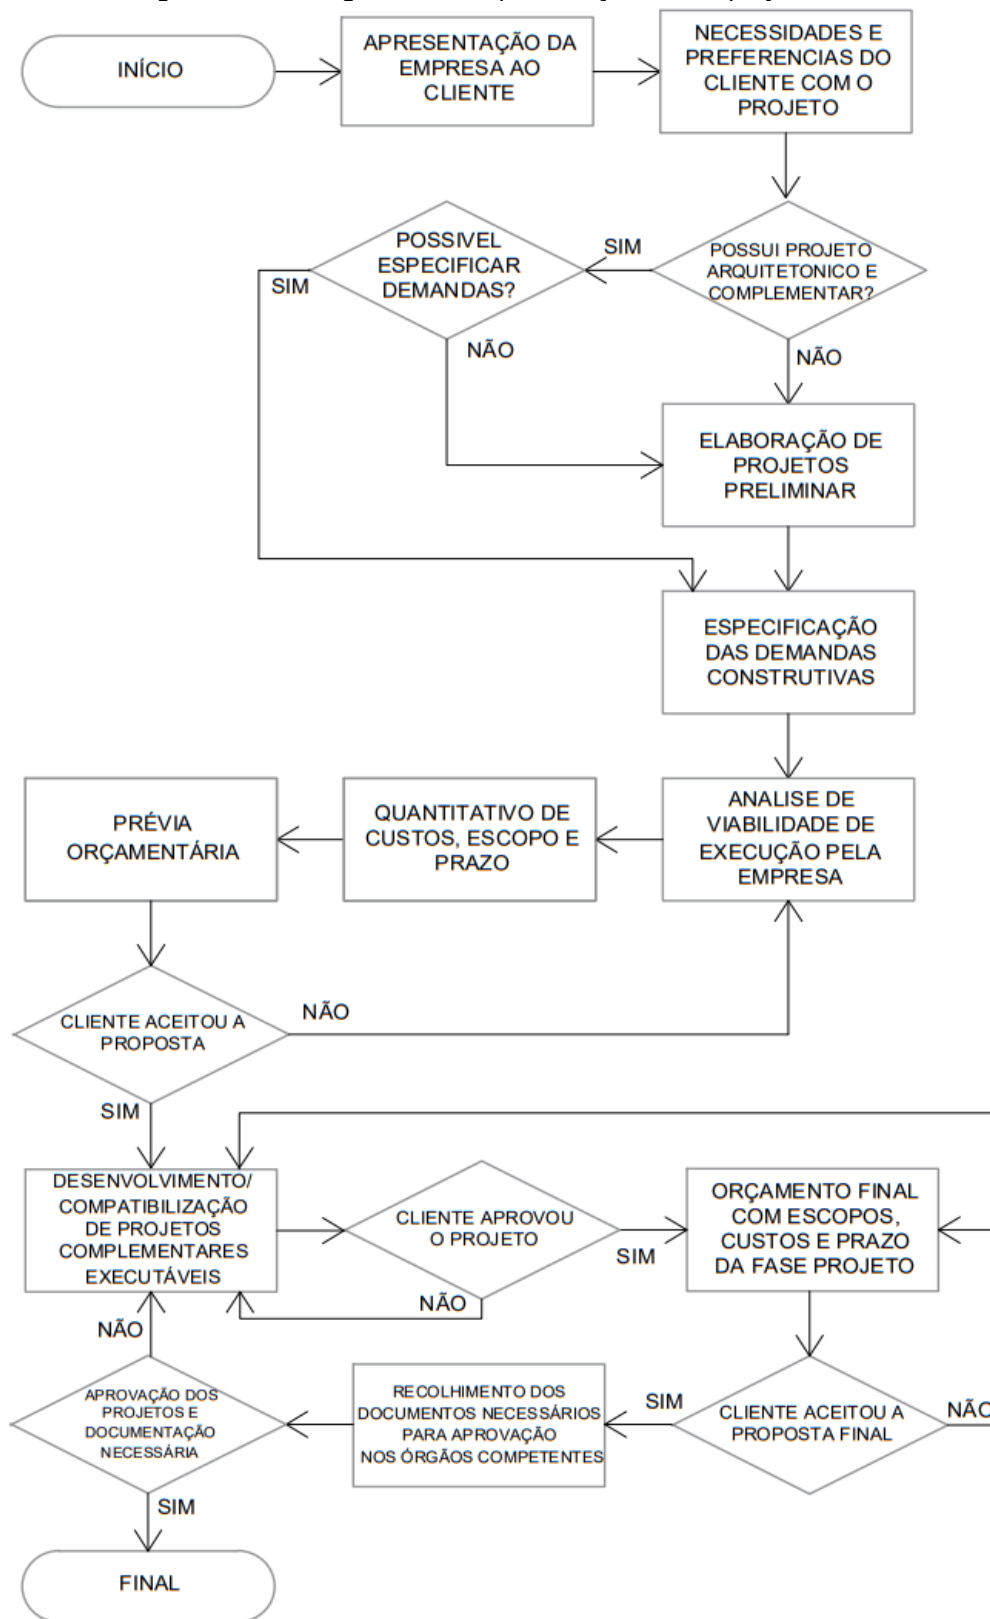 INÍCIO
APRESENTAÇÃO DA
EMPRESA AO
CLIENTE
NECESSIDADES E
PREFERENCIAS DO
CLIENTE COM O
PROJETO
POSSUI PROJETO
ARQUITETONICO E
COMPLEMENTAR?
SIM
NÃO
POSSIVEL
ESPECIFICAR
DEMANDAS?
SIM
NÃO
ELABORAÇÃO DE
PROJETOS
PRELIMINAR
ESPECIFICAÇÃO
DAS DEMANDAS
CONSTRUTIVAS
ANALISE DE
VIABILIDADE DE
EXECUÇÃO PELA
EMPRESA
QUANTITATIVO DE
CUSTOS, ESCOPO E
PRAZO
PRÉVIA
ORÇAMENTÁRIA
CLIENTE ACEITOU A
PROPOSTA
NÃO
SIM
DESENVOLVIMENTO/
COMPATIBILIZAÇÃO
DE PROJETOS
COMPLEMENTARES
EXECUTÁVEIS
CLIENTE APROVOU
O PROJETO
SIM
NÃO
ORÇAMENTO FINAL
COM ESCOPOS,
CUSTOS E PRAZO
DA FASE PROJETO
CLIENTE ACEITOU A
PROPOSTA FINAL
NÃO
SIM
RECOLHIMENTO DOS
DOCUMENTOS NECESSÁRIOS
PARA APROVAÇÃO
NOS ÓRGÃOS COMPETENTES
APROVAÇÃO DOS
PROJETOS E
DOCUMENTAÇÃO
NECESSÁRIA
NÃO
SIM
FINAL